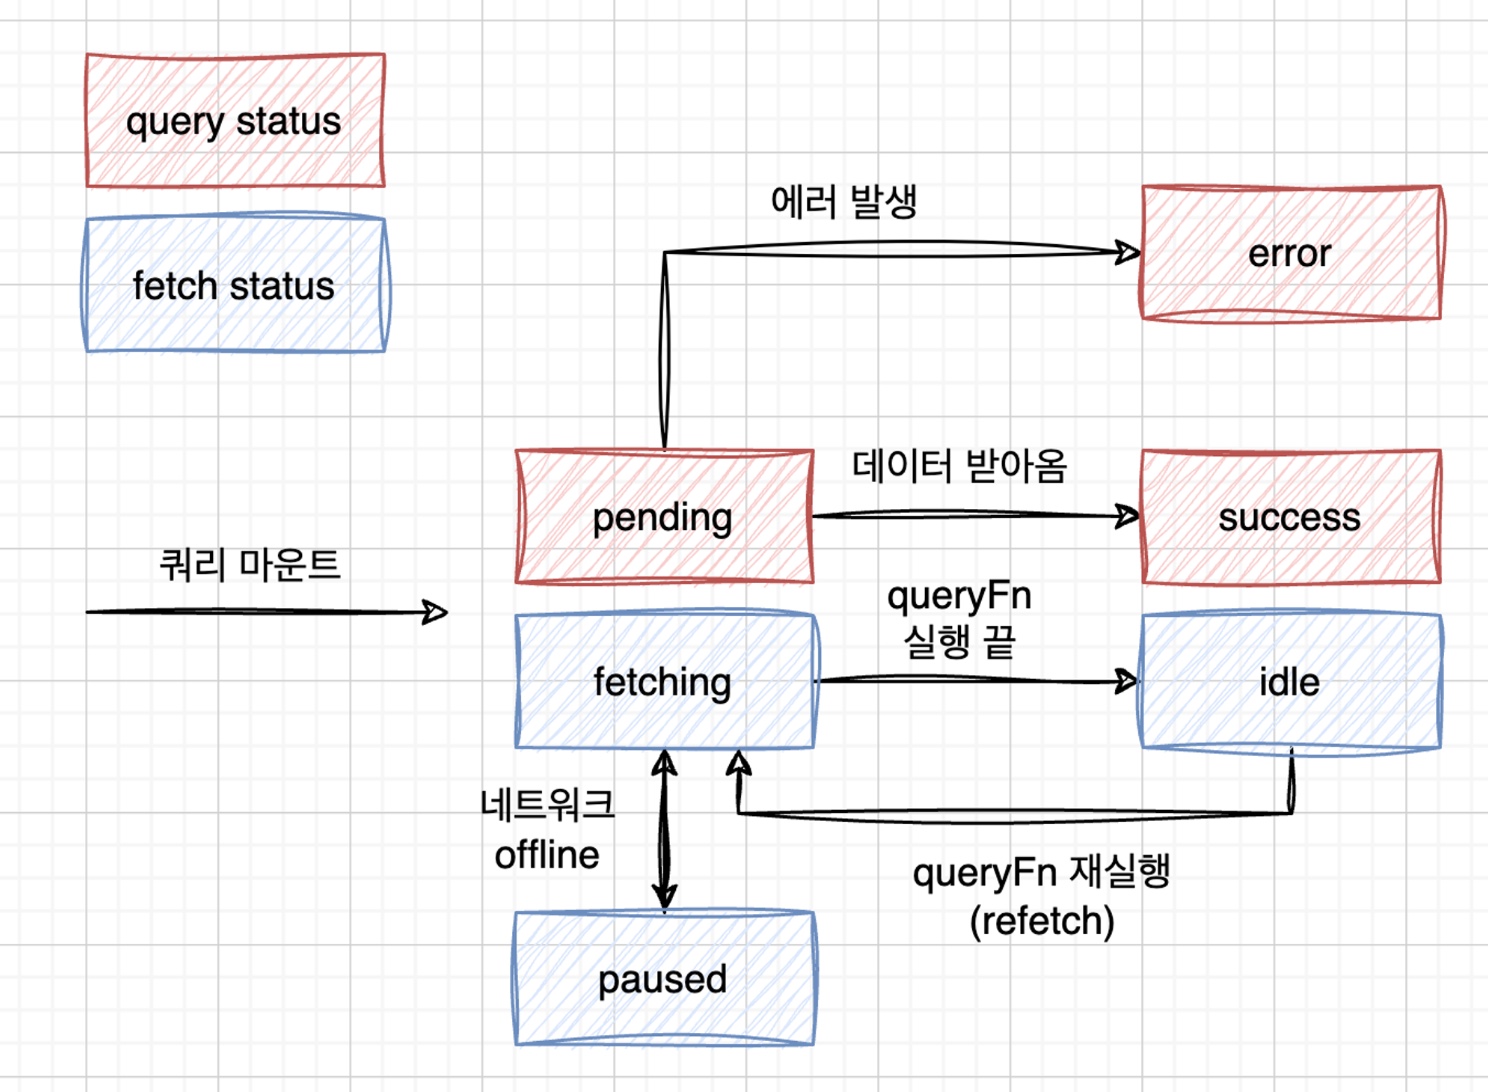 query status
fetch status
에러 발생
error
pending
데이터 받아옴
success
쿼리 마운트
queryFn
실행 끝
fetching
idle
네트워크
offline
queryFn 재실행
(refetch)
paused